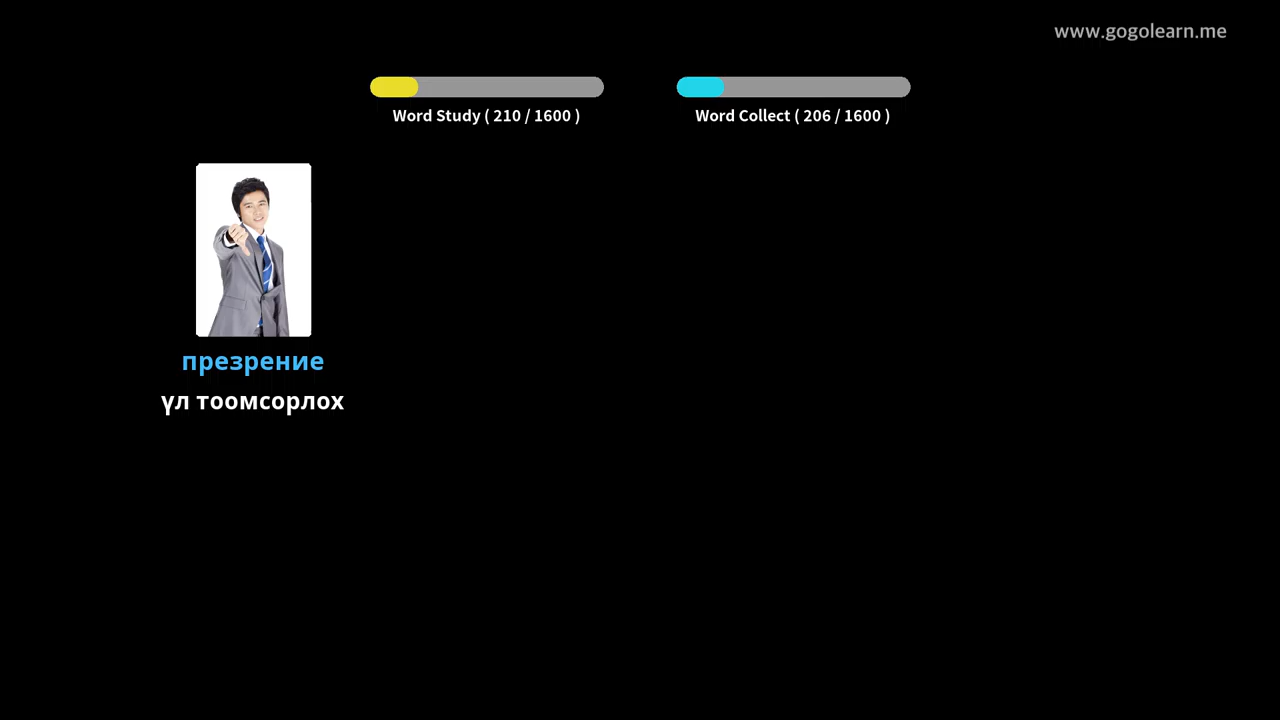 www.gogolearn.me
Word Study ( 210 / 1600 )
Word Collect ( 206 / 1600 )
презрение
үл тоомсорлох